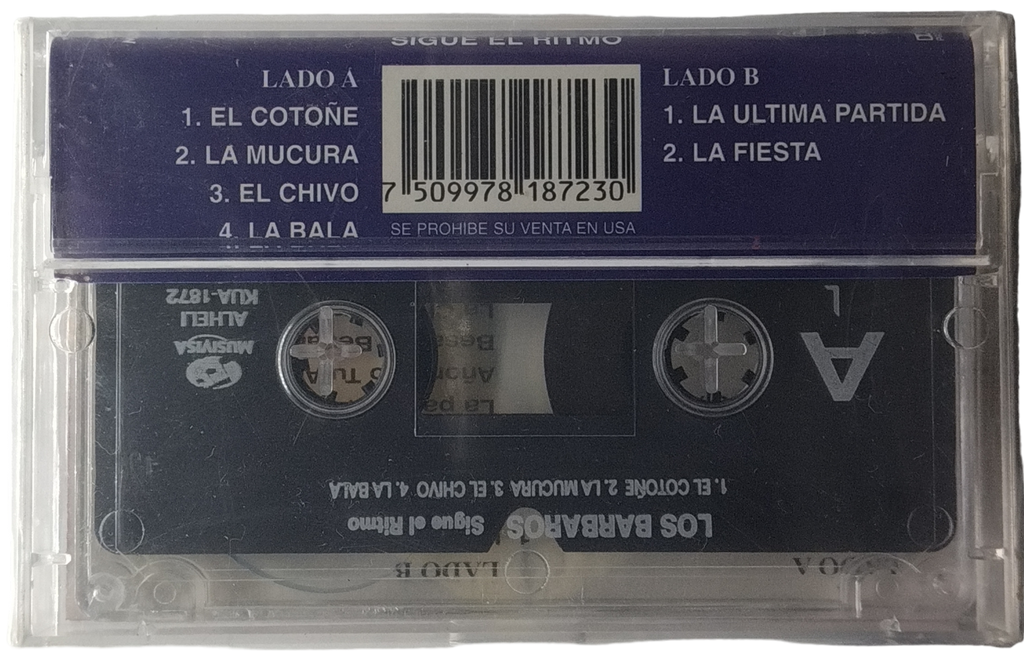 SIGUE EL RITMO
LADO A
1. EL COTOÑE
2. LA MUCURA
3. EL CHIVO
4. LA BALA
7 509978 187230
SE PROHIBE SU VENTA EN USA
LADO B
1. LA ULTIMA PARTIDA
2. LA FIESTA
A
L
MUSIVISA
ALHELI
KUA-1872
LOS BARBAROS Sigue el Ritmo
1. EL COTOÑE 2. LA MUCURA 3. EL CHIVO 4. LA BALA
LADO A
LADO B